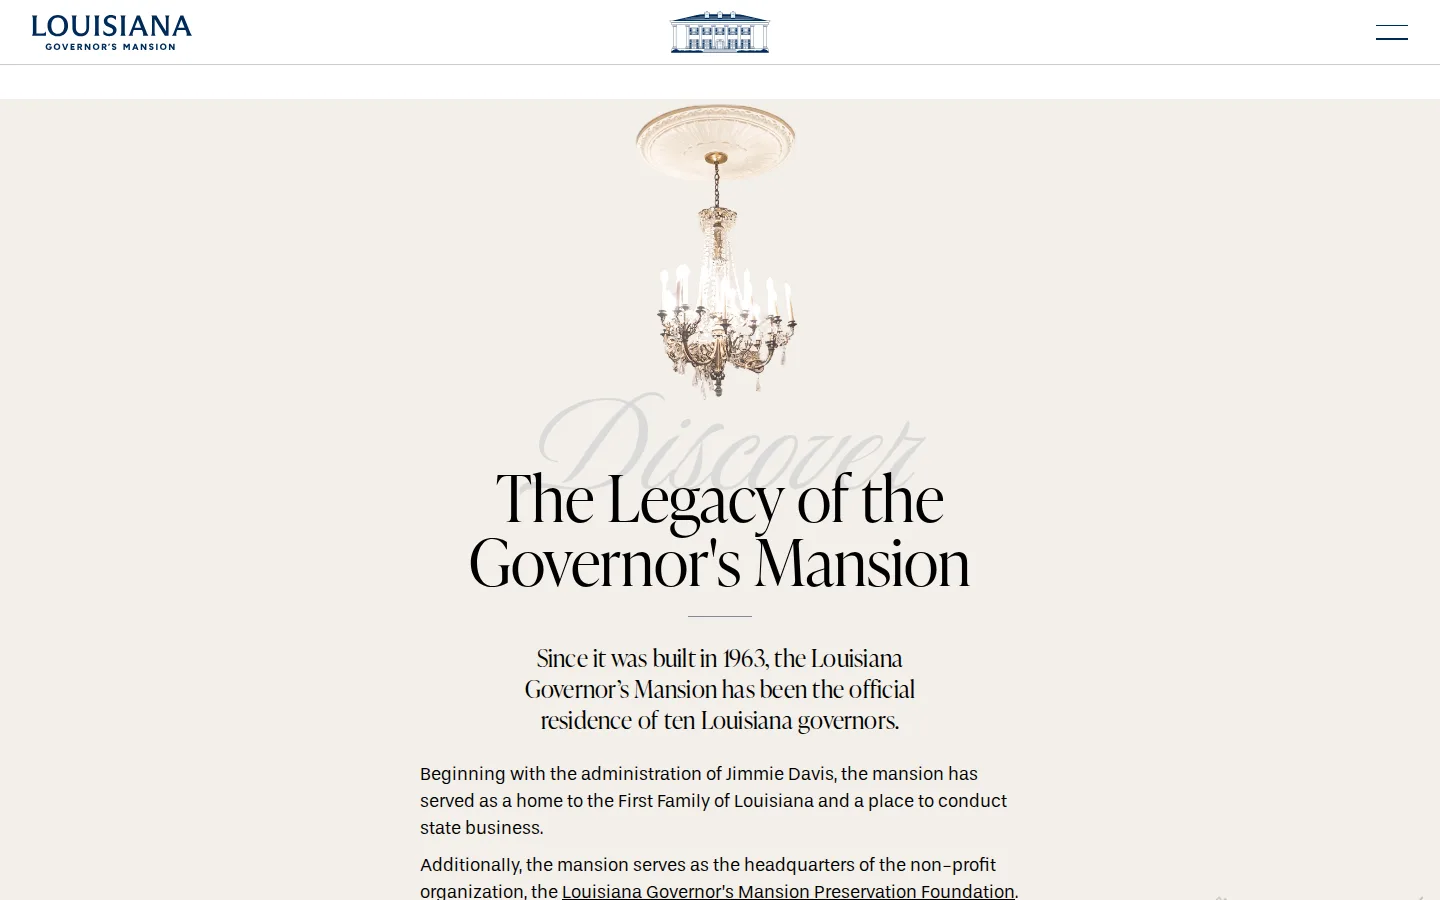 LOUISIANA
GOVERNOR'S MANSION
Discover
The Legacy of the
Governor's Mansion
Since it was built in 1963, the Louisiana
Governor’s Mansion has been the official
residence of ten Louisiana governors.
Beginning with the administration of Jimmie Davis, the mansion has
served as a home to the First Family of Louisiana and a place to conduct
state business.
Additionally, the mansion serves as the headquarters of the non-profit
organization, the Louisiana Governor's Mansion Preservation Foundation.